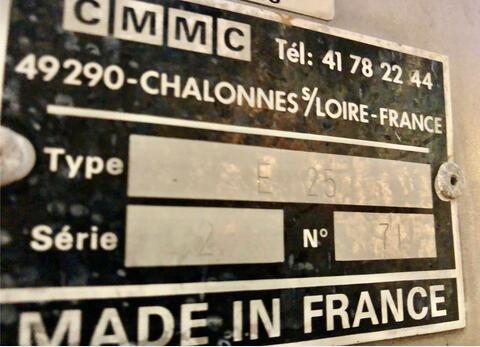 CMMC Tél: 41 78 22 44
49290-CHALONNES S/LOIRE-FRANCE
Type E 25
Série 2 N° 71
MADE IN FRANCE